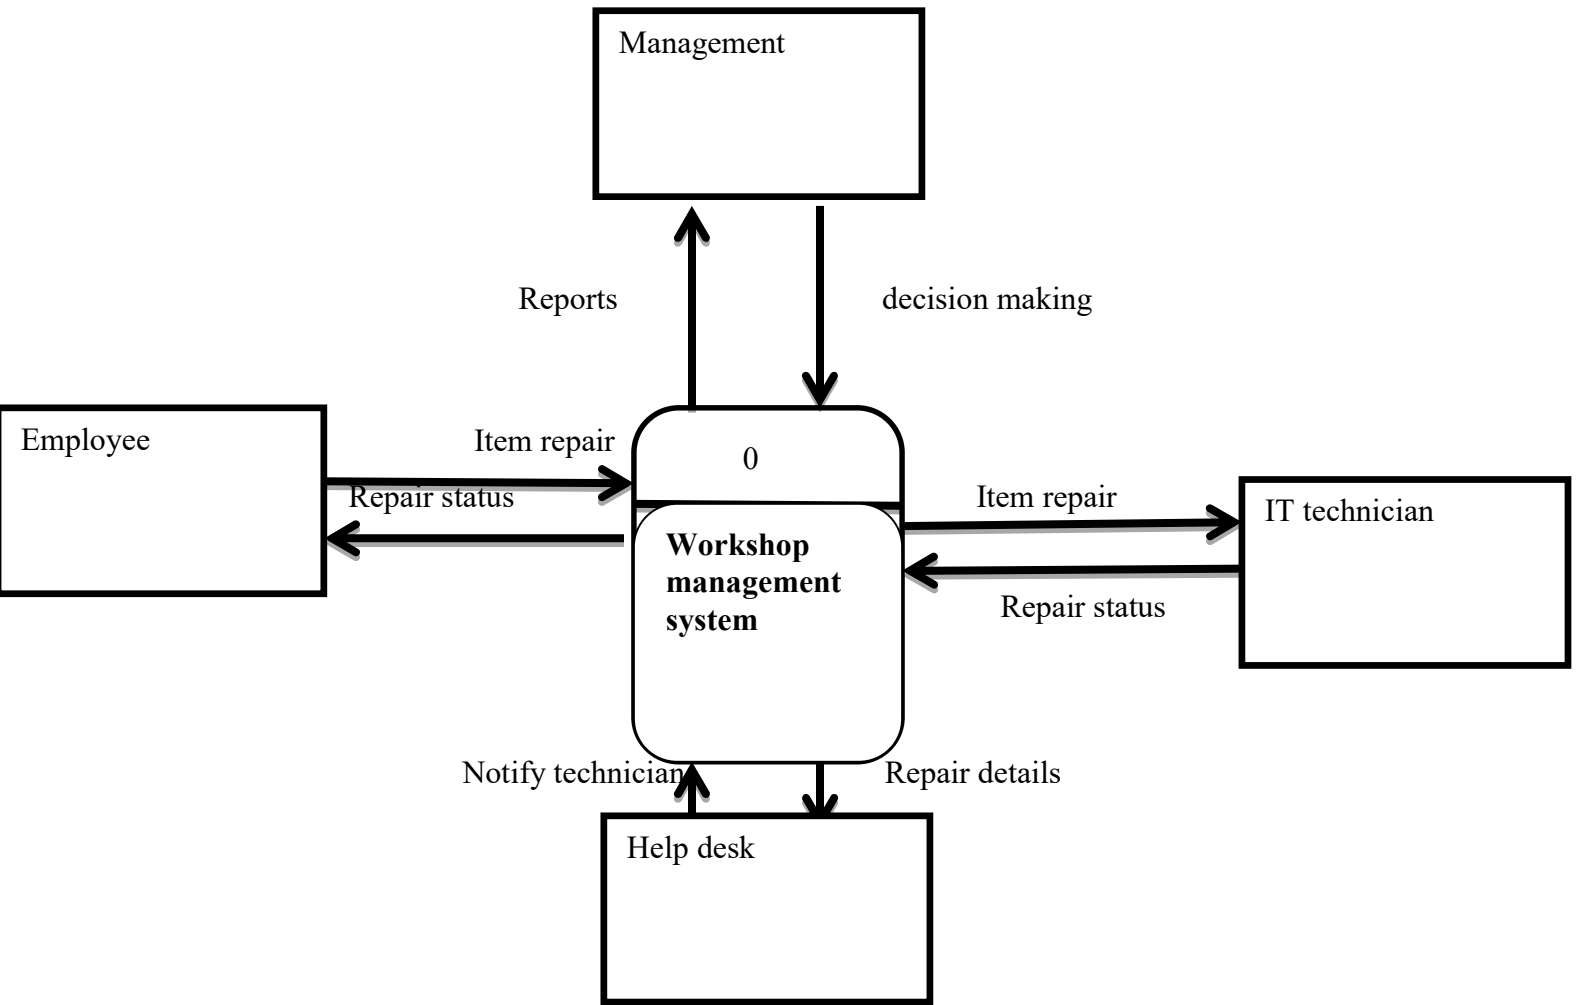 Management
Reports
decision making
Employee
Item repair
Repair status
0
Workshop
management
system
Item repair
Repair status
IT technician
Notify technician
Repair details
Help desk